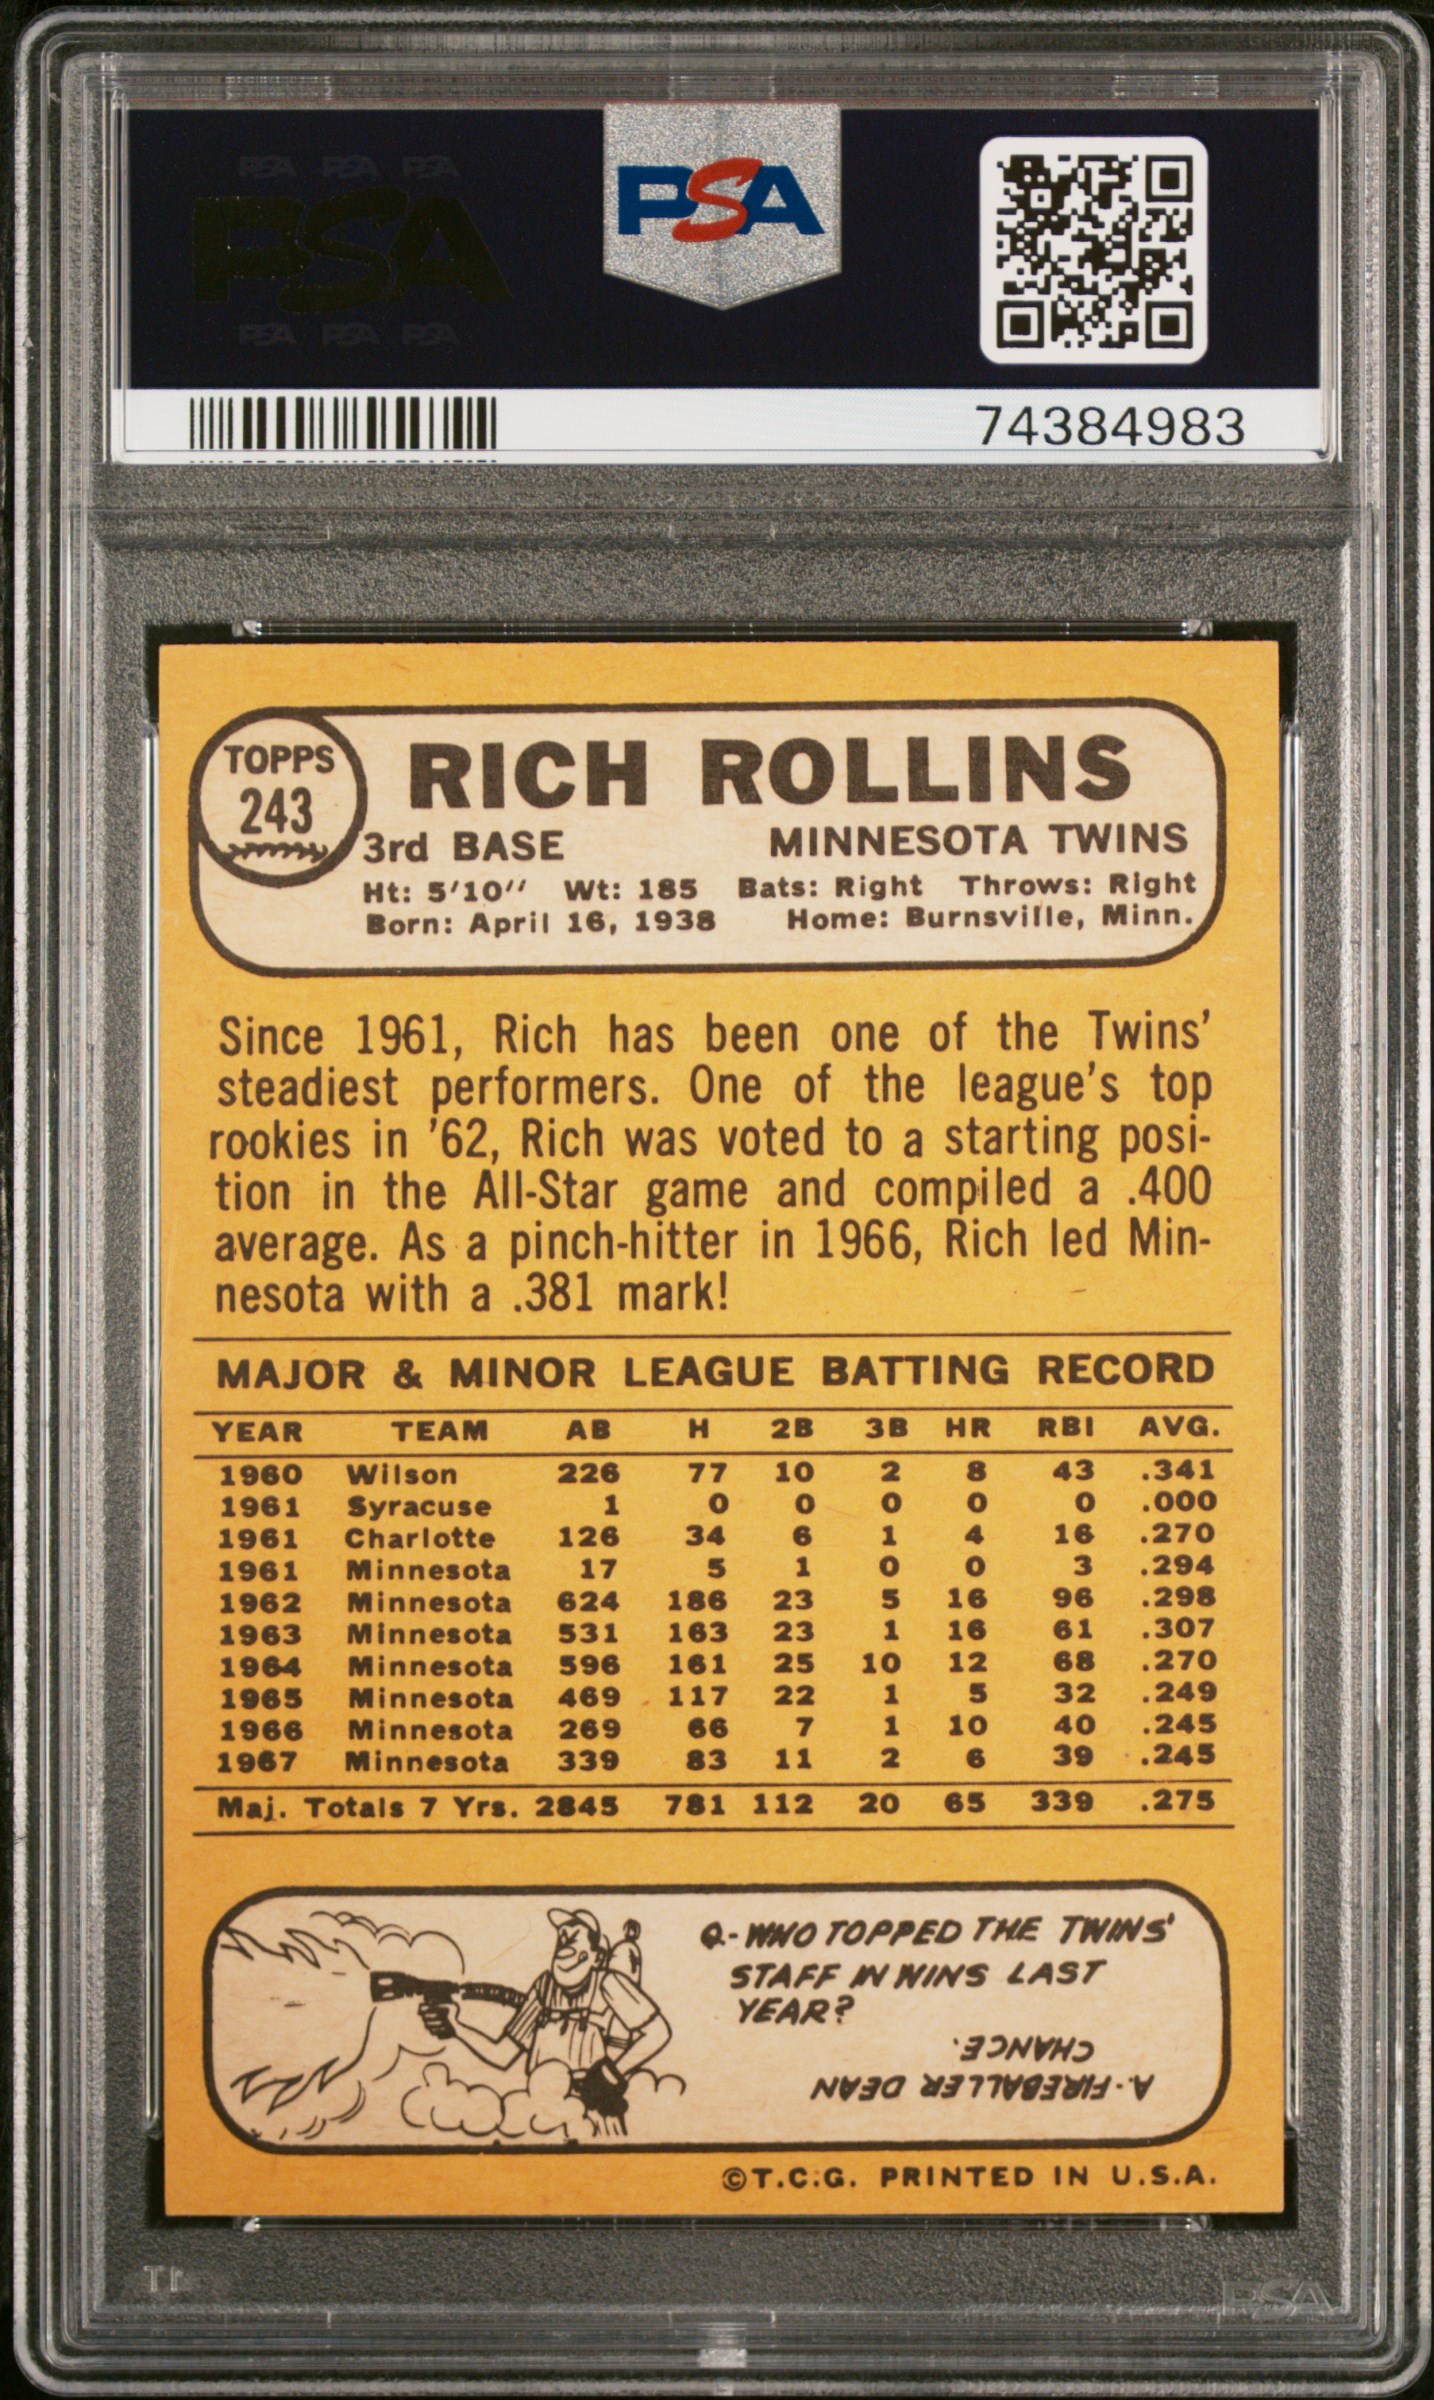 PSA PSA PSA
PSA
PSA
PSA PSA PSA
74384983
TOPPS
243
RICH ROLLINS
3rd BASE MINNESOTA TWINS
Ht: 5'10'' Wt: 185 Bats: Right Throws: Right
Born: April 16, 1938 Home: Burnsville, Minn.
Since 1961, Rich has been one of the Twins'
steadiest performers. One of the league's top
rookies in '62, Rich was voted to a starting posi-
tion in the All-Star game and compiled a .400
average. As a pinch-hitter in 1966, Rich led Min-
nesota with a .381 mark!
MAJOR & MINOR LEAGUE BATTING RECORD
YEAR TEAM AB H 2B 3B HR RBI AVG.
1960 Wilson 226 77 10 2 8 43 .341
1961 Syracuse 1 0 0 0 0 0 .000
1961 Charlotte 126 34 6 1 4 16 .270
1961 Minnesota 17 5 1 0 0 3 .294
1962 Minnesota 624 186 23 5 16 96 .298
1963 Minnesota 531 163 23 1 16 61 .307
1964 Minnesota 596 161 25 10 12 68 .270
1965 Minnesota 469 117 22 1 5 32 .249
1966 Minnesota 269 66 7 1 10 40 .245
1967 Minnesota 339 83 11 2 6 39 .245
Maj. Totals 7 Yrs. 2845 781 112 20 65 339 .275
Q.-WHO TOPPED THE TWINS'
STAFF IN WINS LAST
YEAR?
A.-FIREBALLER DEAN
CHANCE.
©T.C.G. PRINTED IN U.S.A.
PSA